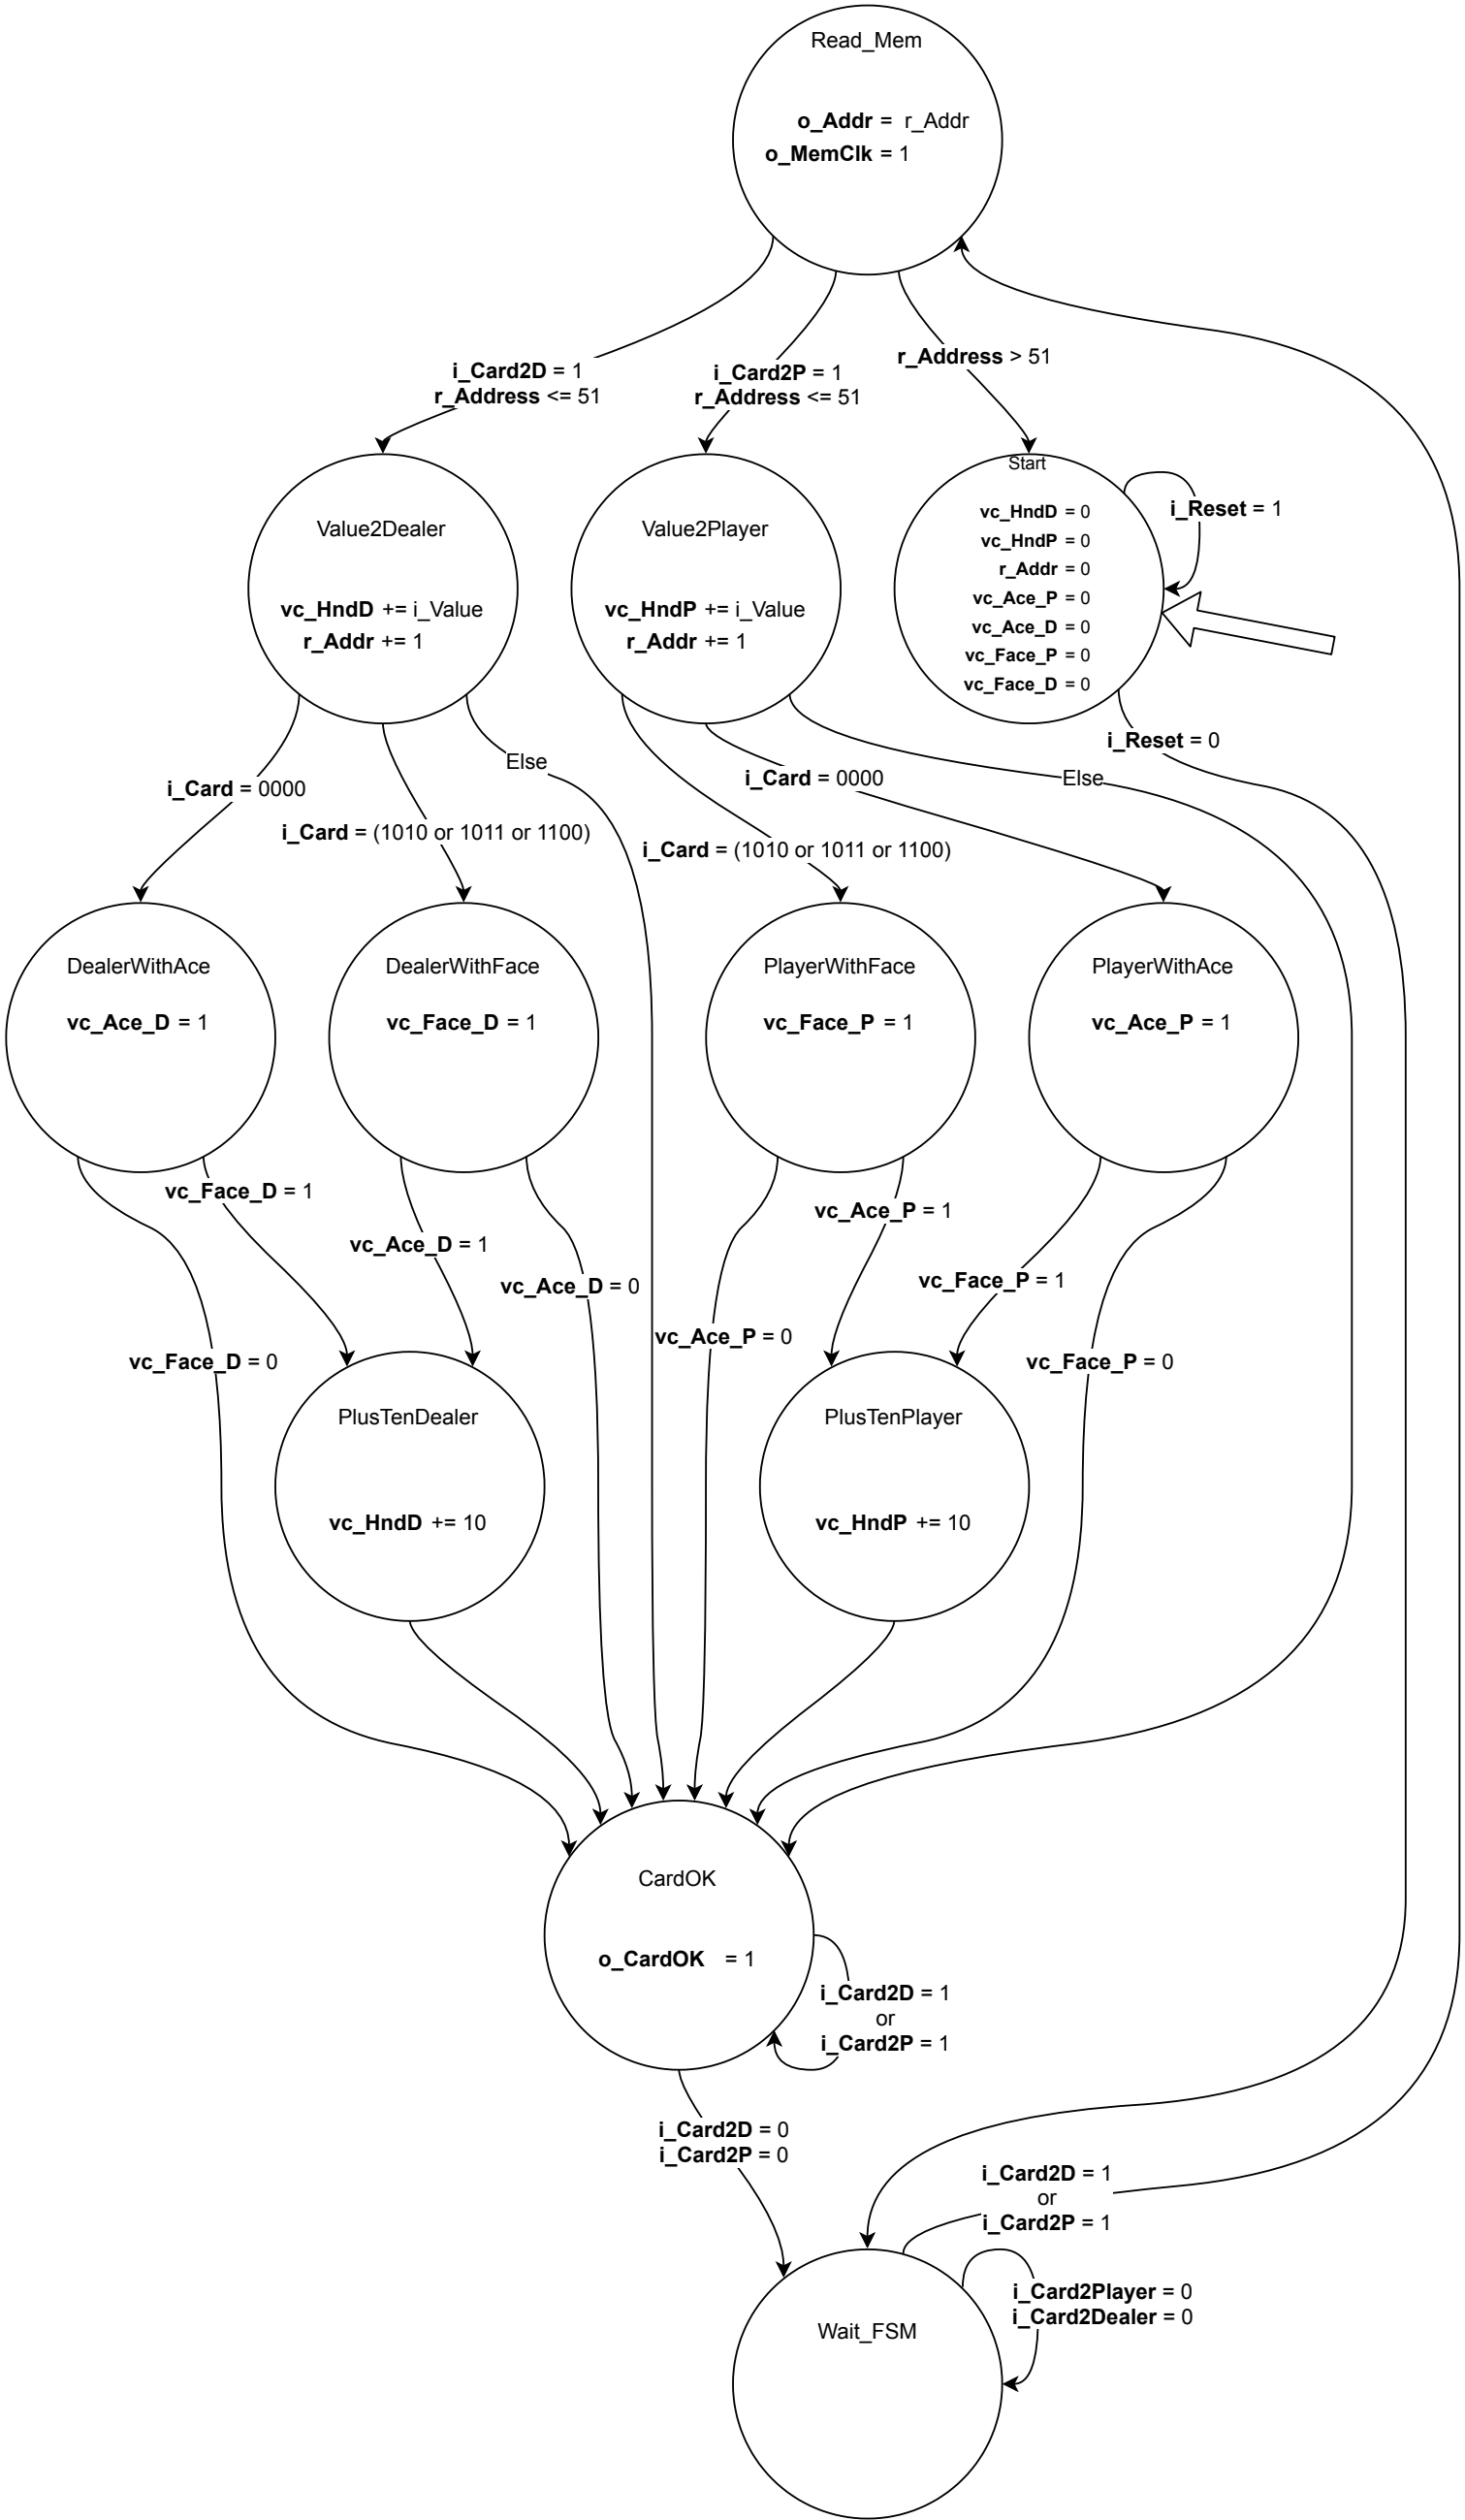 Read_Mem
o_Addr = r_Addr
o_MemClk = 1
i_Card2D = 1
r_Address <= 51
i_Card2P = 1
r_Address <= 51
r_Address > 51
Value2Dealer
vc_HndD += i_Value
r_Addr += 1
Value2Player
vc_HndP += i_Value
r_Addr += 1
Start
vc_HndD = 0
vc_HndP = 0
r_Addr = 0
vc_Ace_P = 0
vc_Ace_D = 0
vc_Face_P = 0
vc_Face_D = 0
i_Reset = 1
i_Reset = 0
i_Card = 0000
i_Card = (1010 or 1011 or 1100)
Else
i_Card = (1010 or 1011 or 1100)
i_Card = 0000
Else
DealerWithAce
vc_Ace_D = 1
DealerWithFace
vc_Face_D = 1
PlayerWithFace
vc_Face_P = 1
PlayerWithAce
vc_Ace_P = 1
vc_Face_D = 1
vc_Ace_D = 1
vc_Ace_D = 0
vc_Face_D = 0
vc_Ace_P = 1
vc_Face_P = 1
vc_Ace_P = 0
vc_Face_P = 0
PlusTenDealer
vc_HndD += 10
PlusTenPlayer
vc_HndP += 10
CardOK
o_CardOK = 1
i_Card2D = 1
or
i_Card2P = 1
i_Card2D = 0
i_Card2P = 0
i_Card2D = 1
or
i_Card2P = 1
i_Card2Player = 0
i_Card2Dealer = 0
Wait_FSM